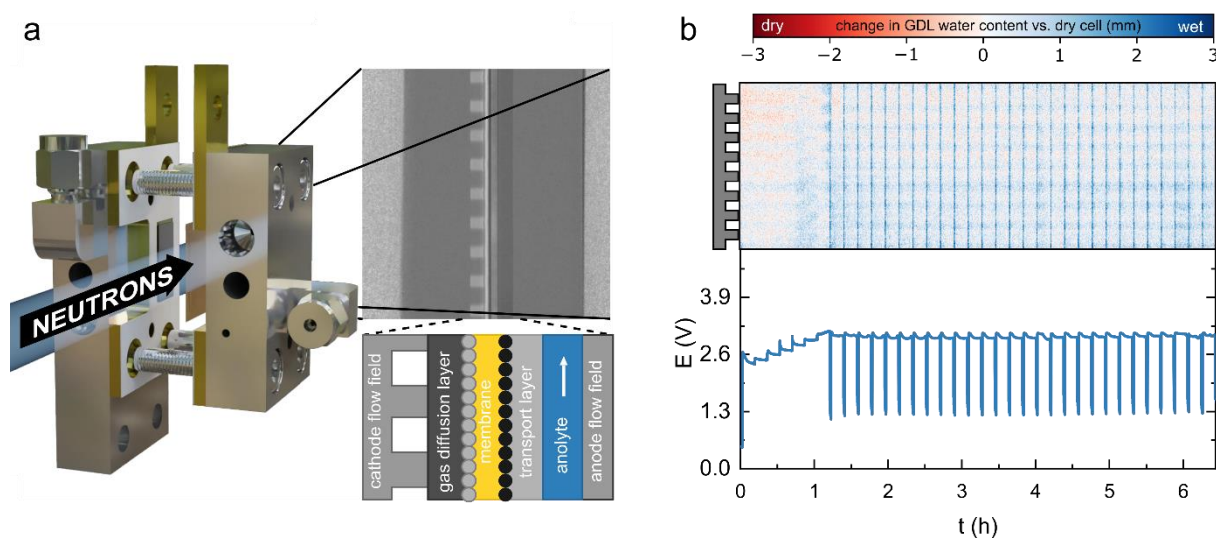 a
NEUTRONS
cathode flow field
gas diffusion layer
membrane
transport layer
anolyte
anode flow field
b
dry change in GDL water content vs. dry cell (mm) wet
−3 −2 −1 0 1 2 3
3.9
2.6
1.3
0.0
E (V)
0 1 2 3 4 5 6
t (h)